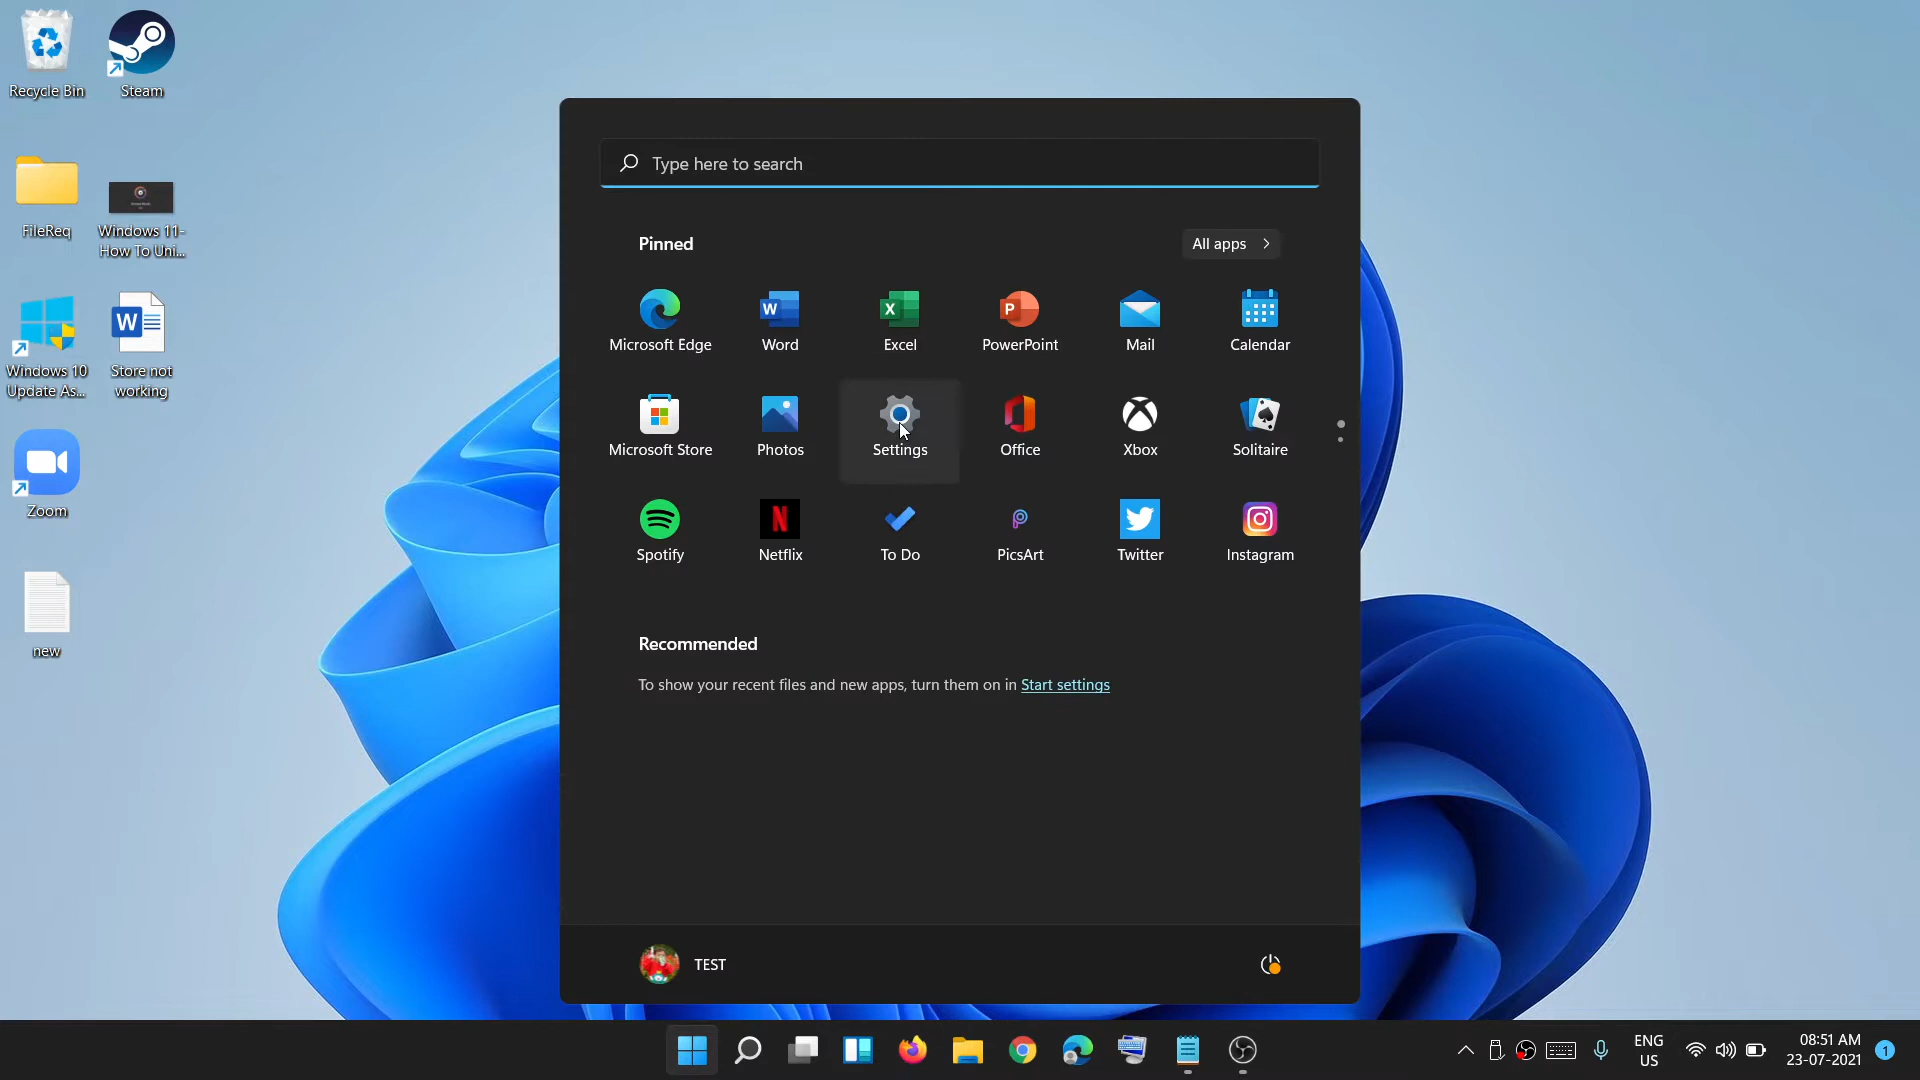 Recycle Bin
Steam
FileReq
Windows 11-
How To Uni...
Windows 10
Update As...
Store not
working
Zoom
new
Type here to search
Pinned
All apps
Microsoft Edge
Word
Excel
PowerPoint
Mail
Calendar
Microsoft Store
Photos
Settings
Office
Xbox
Solitaire
Spotify
Netflix
To Do
PicsArt
Twitter
Instagram
Recommended
To show your recent files and new apps, turn them on in Start settings
TEST
ENG
US
08:51 AM
23-07-2021
1